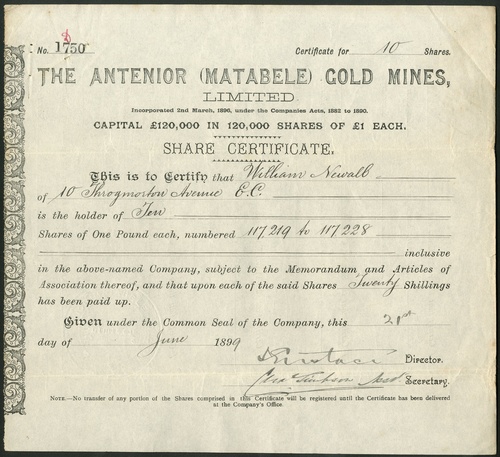 No. 1750
Certificate for 10 Shares.
THE ANTENIOR (MATABELE) GOLD MINES,
LIMITED
Incorporated 2nd March, 1896, under the Companies Acts, 1862 to 1890.
CAPITAL £120,000 IN 120,000 SHARES OF £1 EACH.
SHARE CERTIFICATE.
This is to Certify that William Newall
of 10 Throgmorton Avenue E.C.
is the holder of Ten
Shares of One Pound each, numbered 117,219 to 117,228
inclusive
in the above-named Company, subject to the Memorandum and Articles of
Association thereof, and that upon each of the said Shares Twenty Shillings
has been paid up.
Given under the Common Seal of the Company, this 21st
day of June 1899
Director.
Secretary.
NOTE.—No transfer of any portion of the Shares comprised in this Certificate will be registered until the Certificate has been delivered
at the Company's Office.